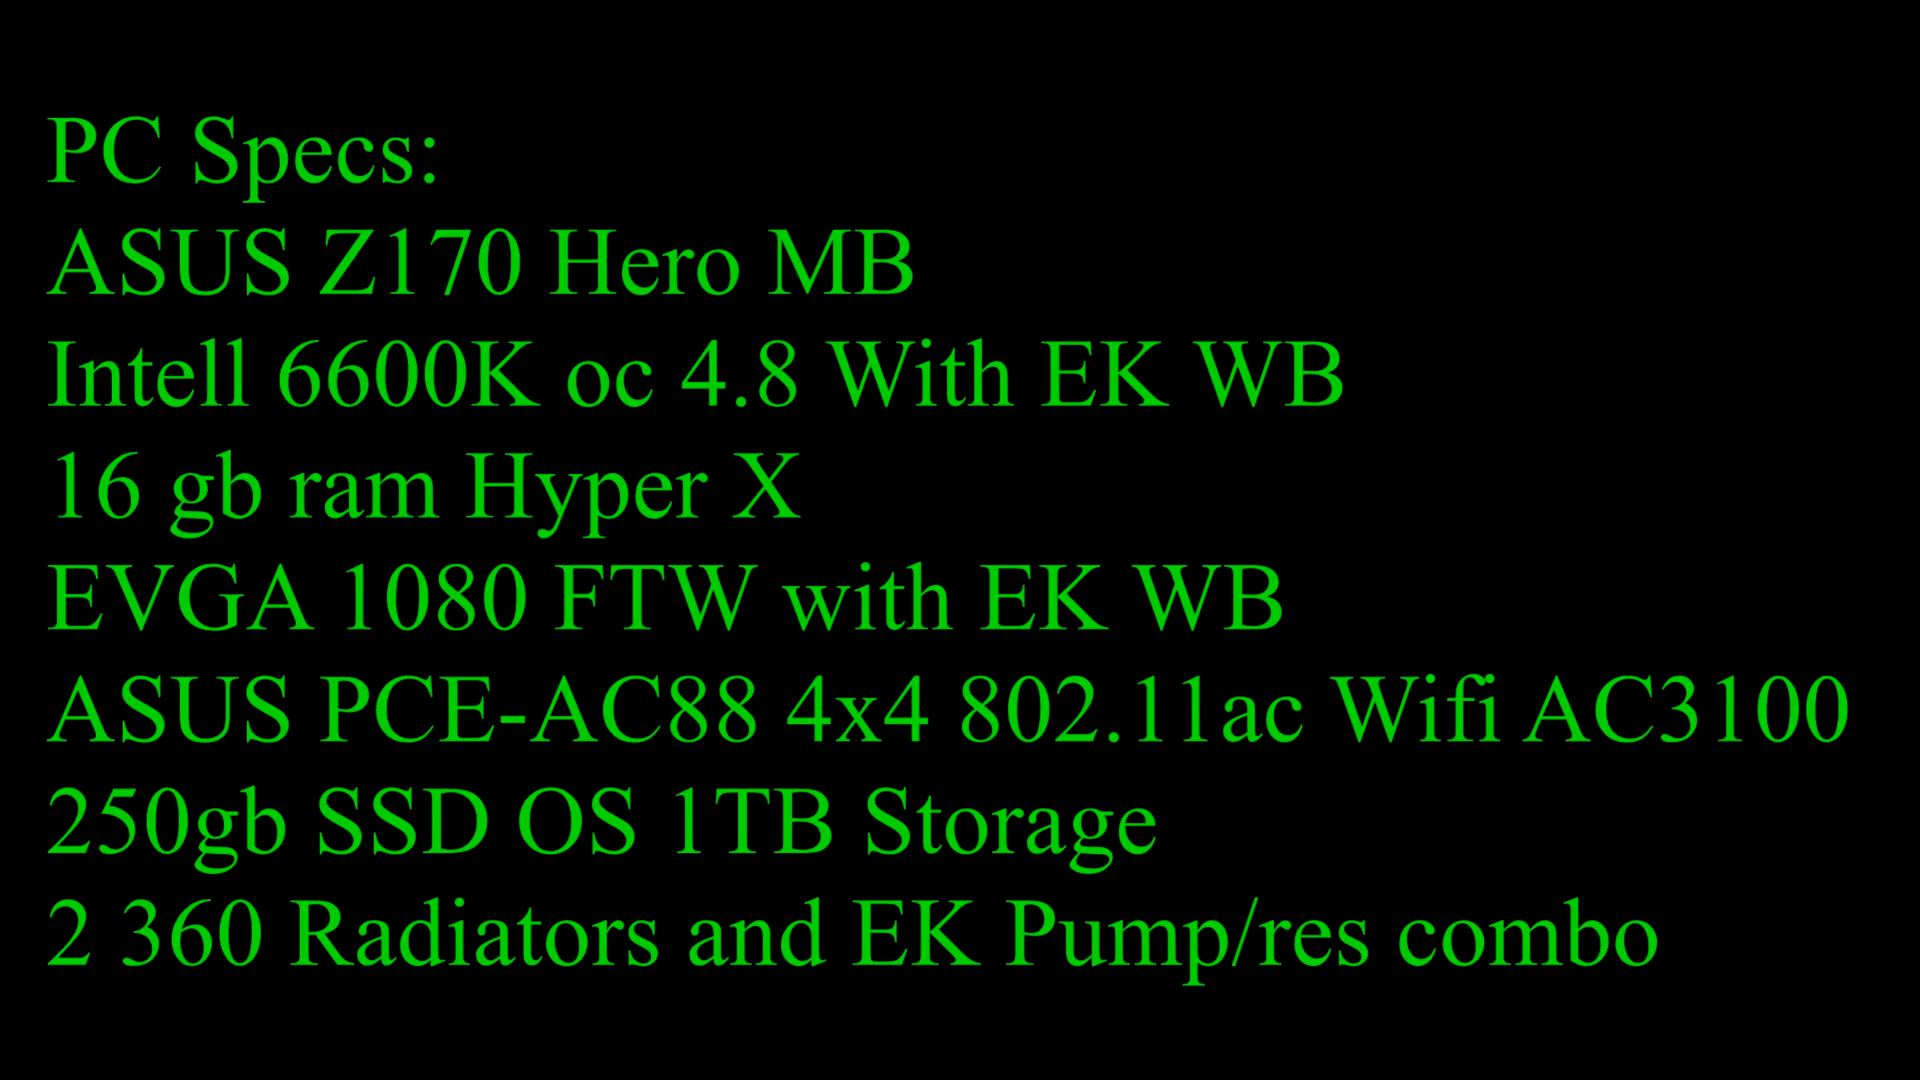 PC Specs:
ASUS Z170 Hero MB
Intell 6600K oc 4.8 With EK WB
16 gb ram Hyper X
EVGA 1080 FTW with EK WB
ASUS PCE-AC88 4x4 802.11ac Wifi AC3100
250gb SSD OS 1TB Storage
2 360 Radiators and EK Pump/res combo